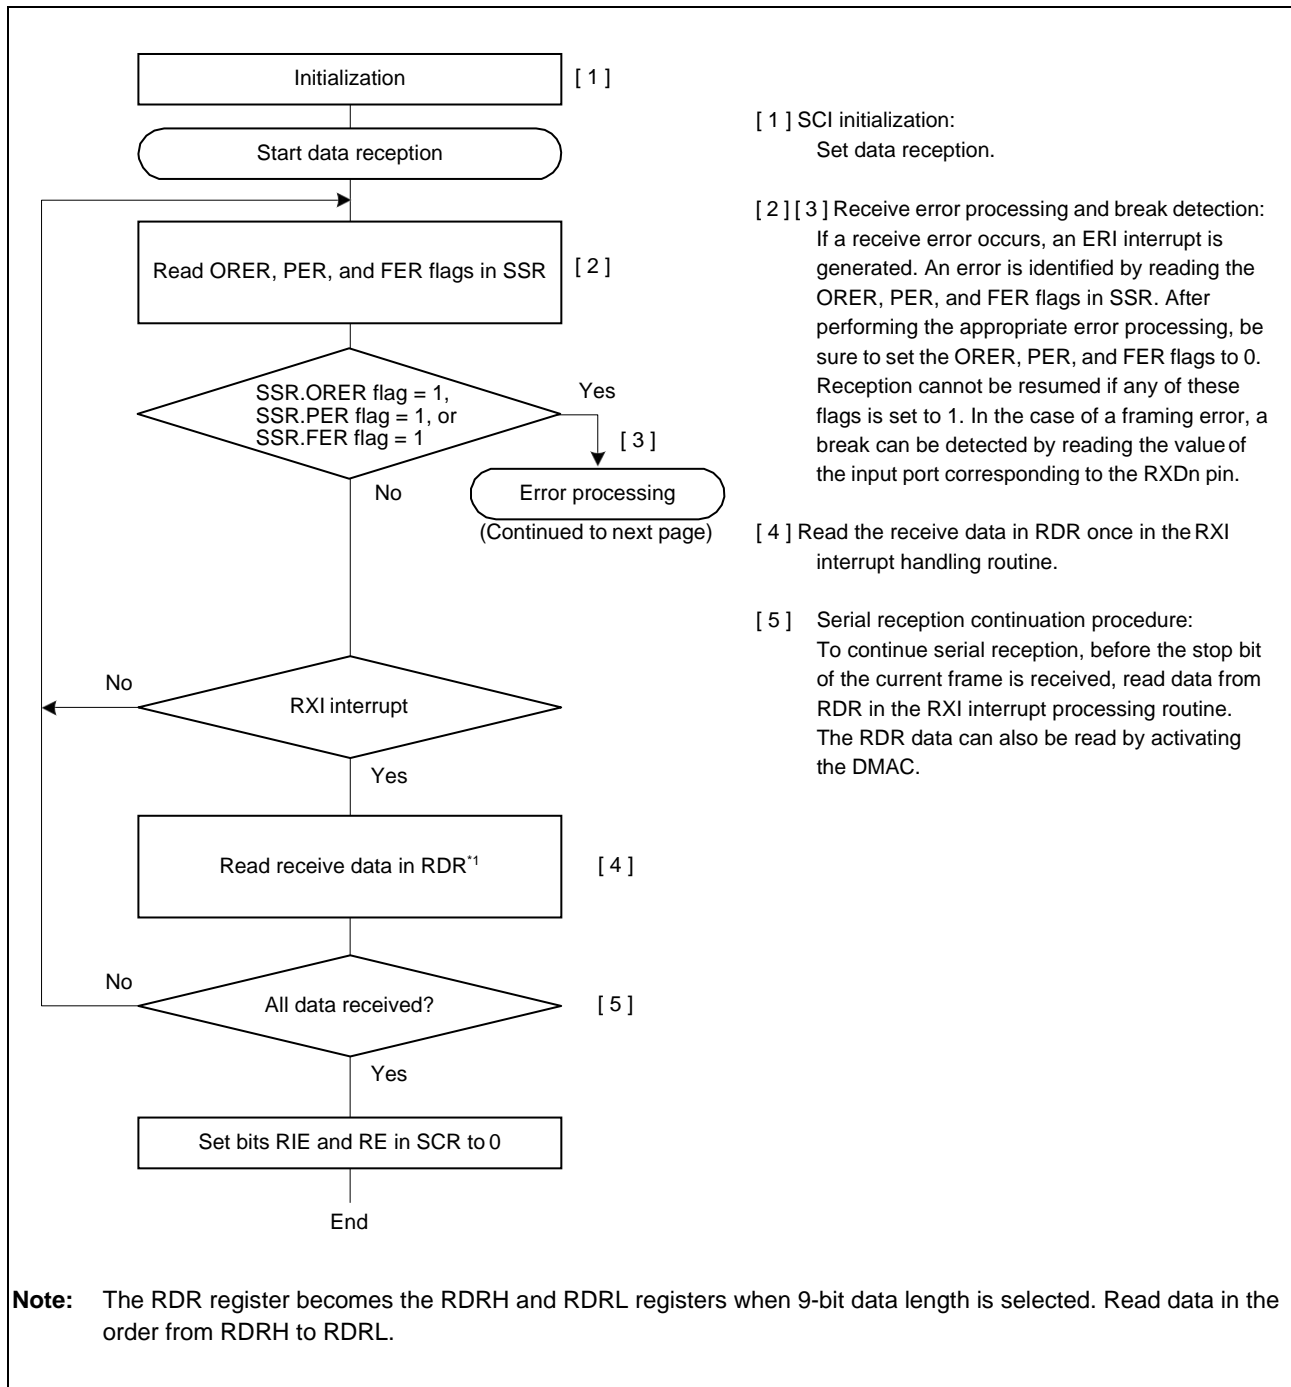 Initialization
[ 1 ]
Start data reception
Read ORER, PER, and FER flags in SSR
[ 2 ]
SSR.ORER flag = 1,
SSR.PER flag = 1, or
SSR.FER flag = 1
Yes
[ 3 ]
No
Error processing
(Continued to next page)
No
RXI interrupt
Yes
Read receive data in RDR*1
[ 4 ]
No
All data received?
[ 5 ]
Yes
Set bits RIE and RE in SCR to 0
End
[ 1 ] SCI initialization:
Set data reception.
[ 2 ] [ 3 ] Receive error processing and break detection:
If a receive error occurs, an ERI interrupt is
generated. An error is identified by reading the
ORER, PER, and FER flags in SSR. After
performing the appropriate error processing, be
sure to set the ORER, PER, and FER flags to 0.
Reception cannot be resumed if any of these
flags is set to 1. In the case of a framing error, a
break can be detected by reading the value of
the input port corresponding to the RXDn pin.
[ 4 ] Read the receive data in RDR once in the RXI
interrupt handling routine.
[ 5 ] Serial reception continuation procedure:
To continue serial reception, before the stop bit
of the current frame is received, read data from
RDR in the RXI interrupt processing routine.
The RDR data can also be read by activating
the DMAC.
Note: The RDR register becomes the RDRH and RDRL registers when 9-bit data length is selected. Read data in the
order from RDRH to RDRL.